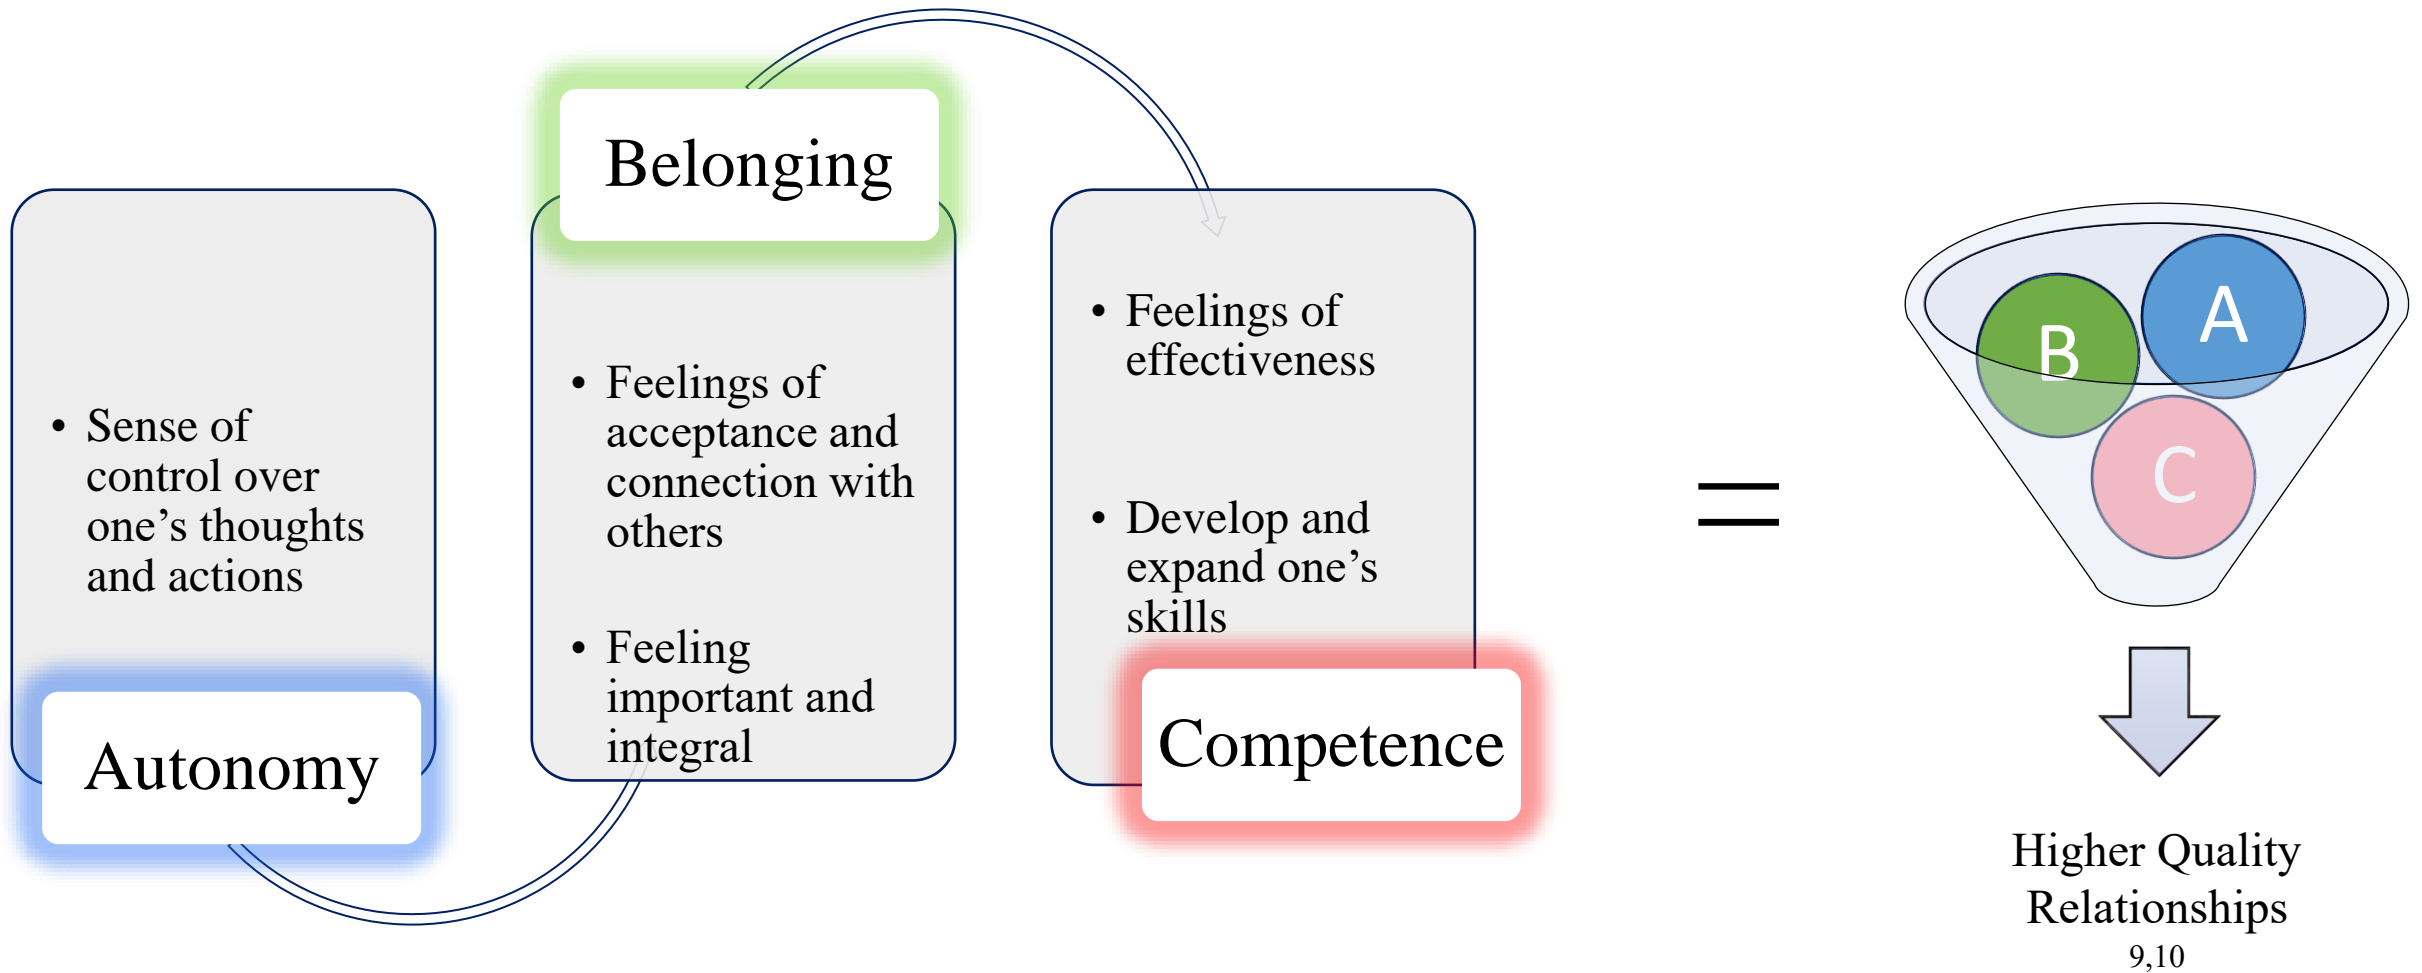 • Sense of
control over
one’s thoughts
and actions
Autonomy
Belonging
• Feelings of
acceptance and
connection with
others
• Feeling
important and
integral
• Feelings of
effectiveness
• Develop and
expand one’s
skills
Competence
=
A
B
C
Higher Quality
Relationships
9,10